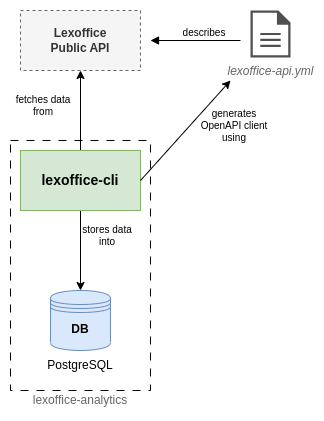 Lexoffice
Public API
describes
lexoffice-api.yml
fetches data
from
generates
OpenAPI client
using
lexoffice-cli
stores data
into
DB
PostgreSQL
lexoffice-analytics